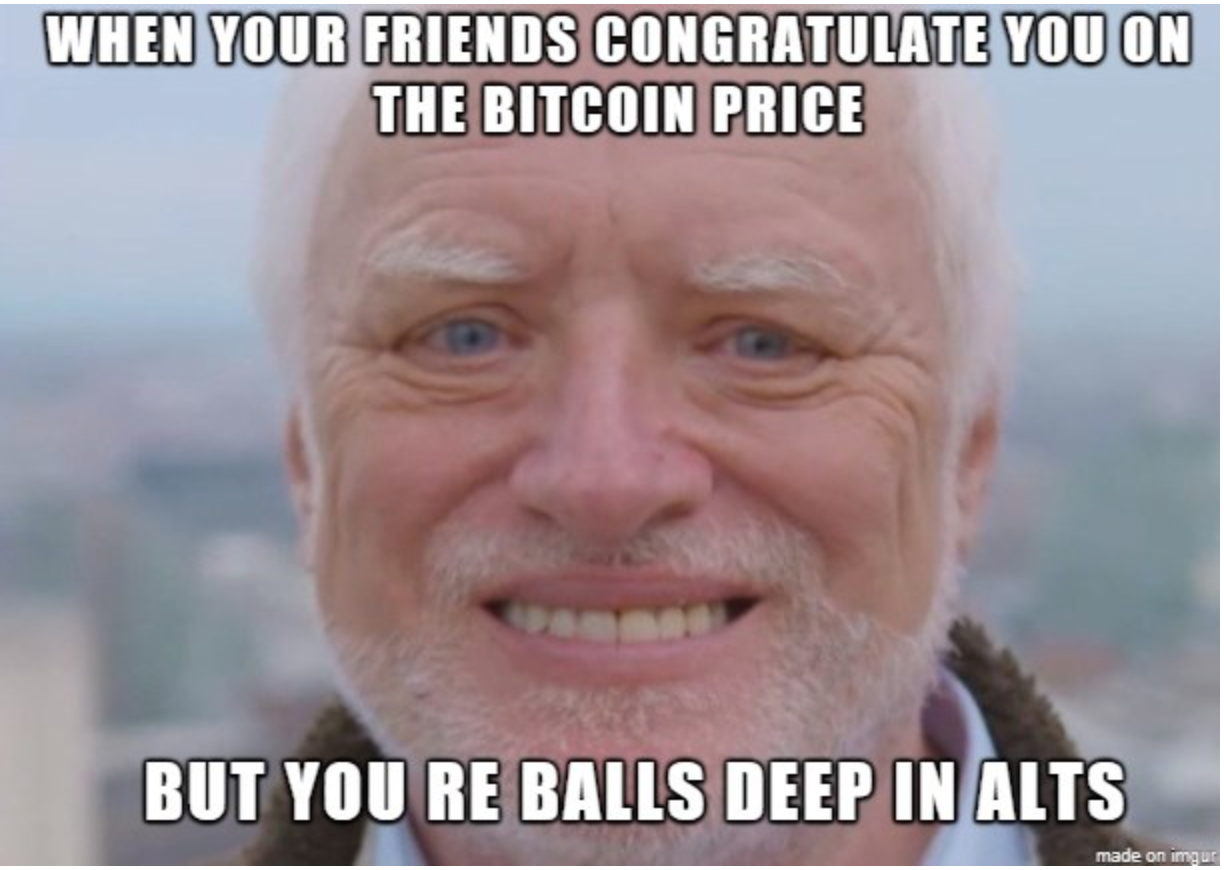 WHEN YOUR FRIENDS CONGRATULATE YOU ON
THE BITCOIN PRICE
BUT YOU RE BALLS DEEP IN ALTS
made on imgur